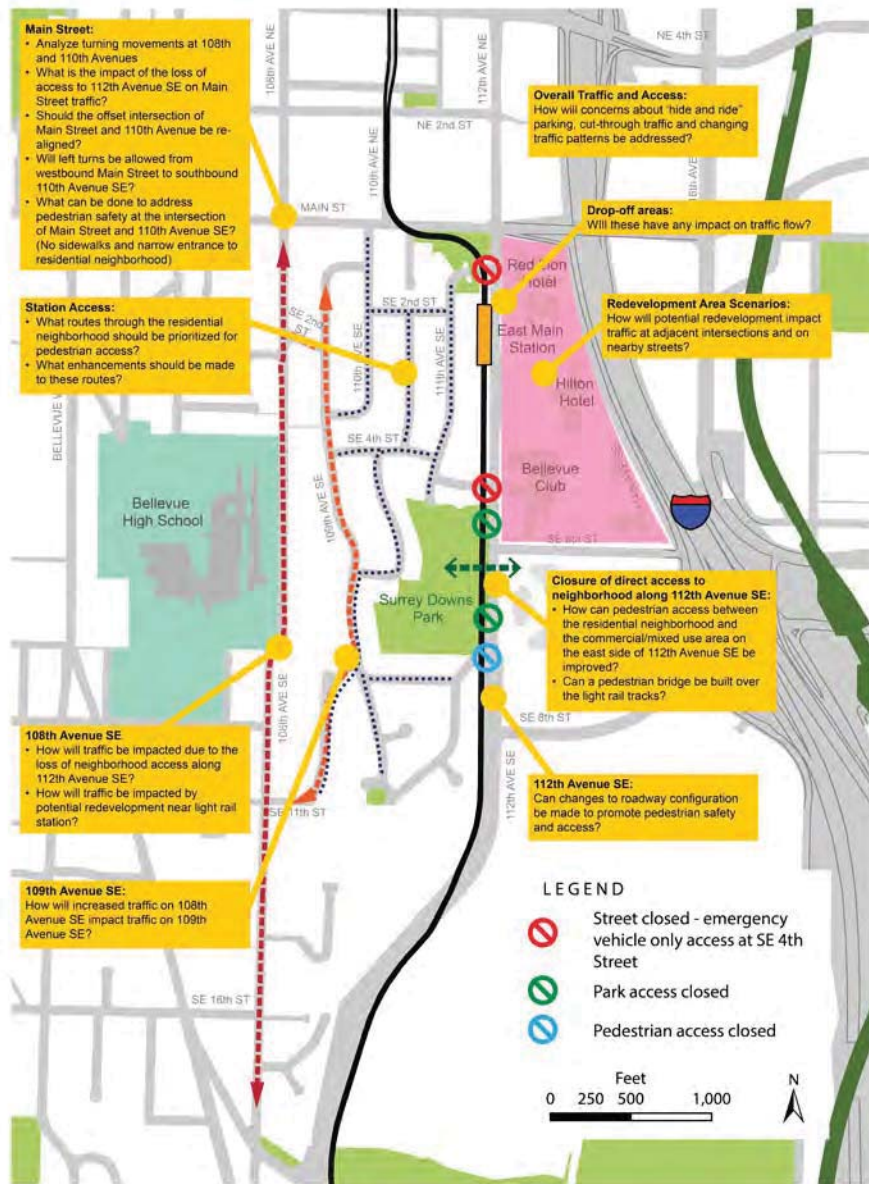 Main Street:
• Analyze turning movements at 108th
and 110th Avenues
• What is the impact of the loss of
access to 112th Avenue SE on Main
Street traffic?
• Should the offset intersection of
Main Street and 110th Avenue be re-
aligned?
• Will left turns be allowed from
westbound Main Street to southbound
110th Avenue SE?
• What can be done to address
pedestrian safety at the intersection
of Main Street and 110th Avenue SE?
(No sidewalks and narrow entrance to
residential neighborhood)
108th AVE NE
110th AVE NE
112th AVE NE
NE 4th ST
NE 2nd ST
MAIN ST
Overall Traffic and Access:
How will concerns about 'hide and ride"
parking, cut-through traffic and changing
traffic patterns be addressed?
Drop-off areas:
Will these have any impact on traffic flow?
Redevelopment Area Scenarios:
How will potential redevelopment impact
traffic at adjacent intersections and on
nearby streets?
Station Access:
• What routes through the residential
neighborhood should be prioritized for
pedestrian access?
• What enhancements should be made
to these routes?
SE 2nd
ST
SE 2nd ST
110th AVE SE
111th AVE SE
109th AVE SE
SE 4th ST
Hotel
East Main
Station
Hilton
Hotel
Bellevue
Club
Bellevue
High School
Surrey Downs
Park
108th AVE SE
SE 8th ST
112th AVE SE
SE 11th ST
SE 16th ST
Closure of direct access to
neighborhood along 112th Avenue SE:
• How can pedestrian access between
the residential neighborhood and
the commercial/mixed use area on
the east side of 112th Avenue SE be
improved?
• Can a pedestrian bridge be built over
the light rail tracks?
108th Avenue SE
• How will traffic be impacted due to the
loss of neighborhood access along
112th Avenue SE?
• How will traffic be impacted by
potential redevelopment near light rail
station?
112th Avenue SE:
Can changes to roadway configuration
be made to promote pedestrian safety
and access?
109th Avenue SE:
How will increased traffic on 108th
Avenue SE impact traffic on 109th
Avenue SE?
LEGEND
Street closed - emergency
vehicle only access at SE 4th
Street
Park access closed
Pedestrian access closed
Feet
0 250 500 1,000
N